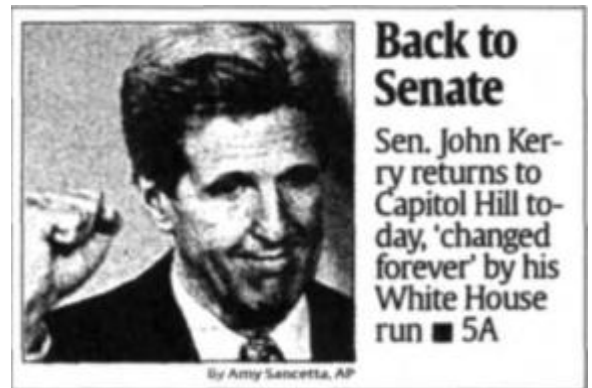 Back to
Senate
Sen. John Ker-
ry returns to
Capitol Hill to-
day, 'changed
forever' by his
White House
run ■ 5A
By Amy Sancetta, AP